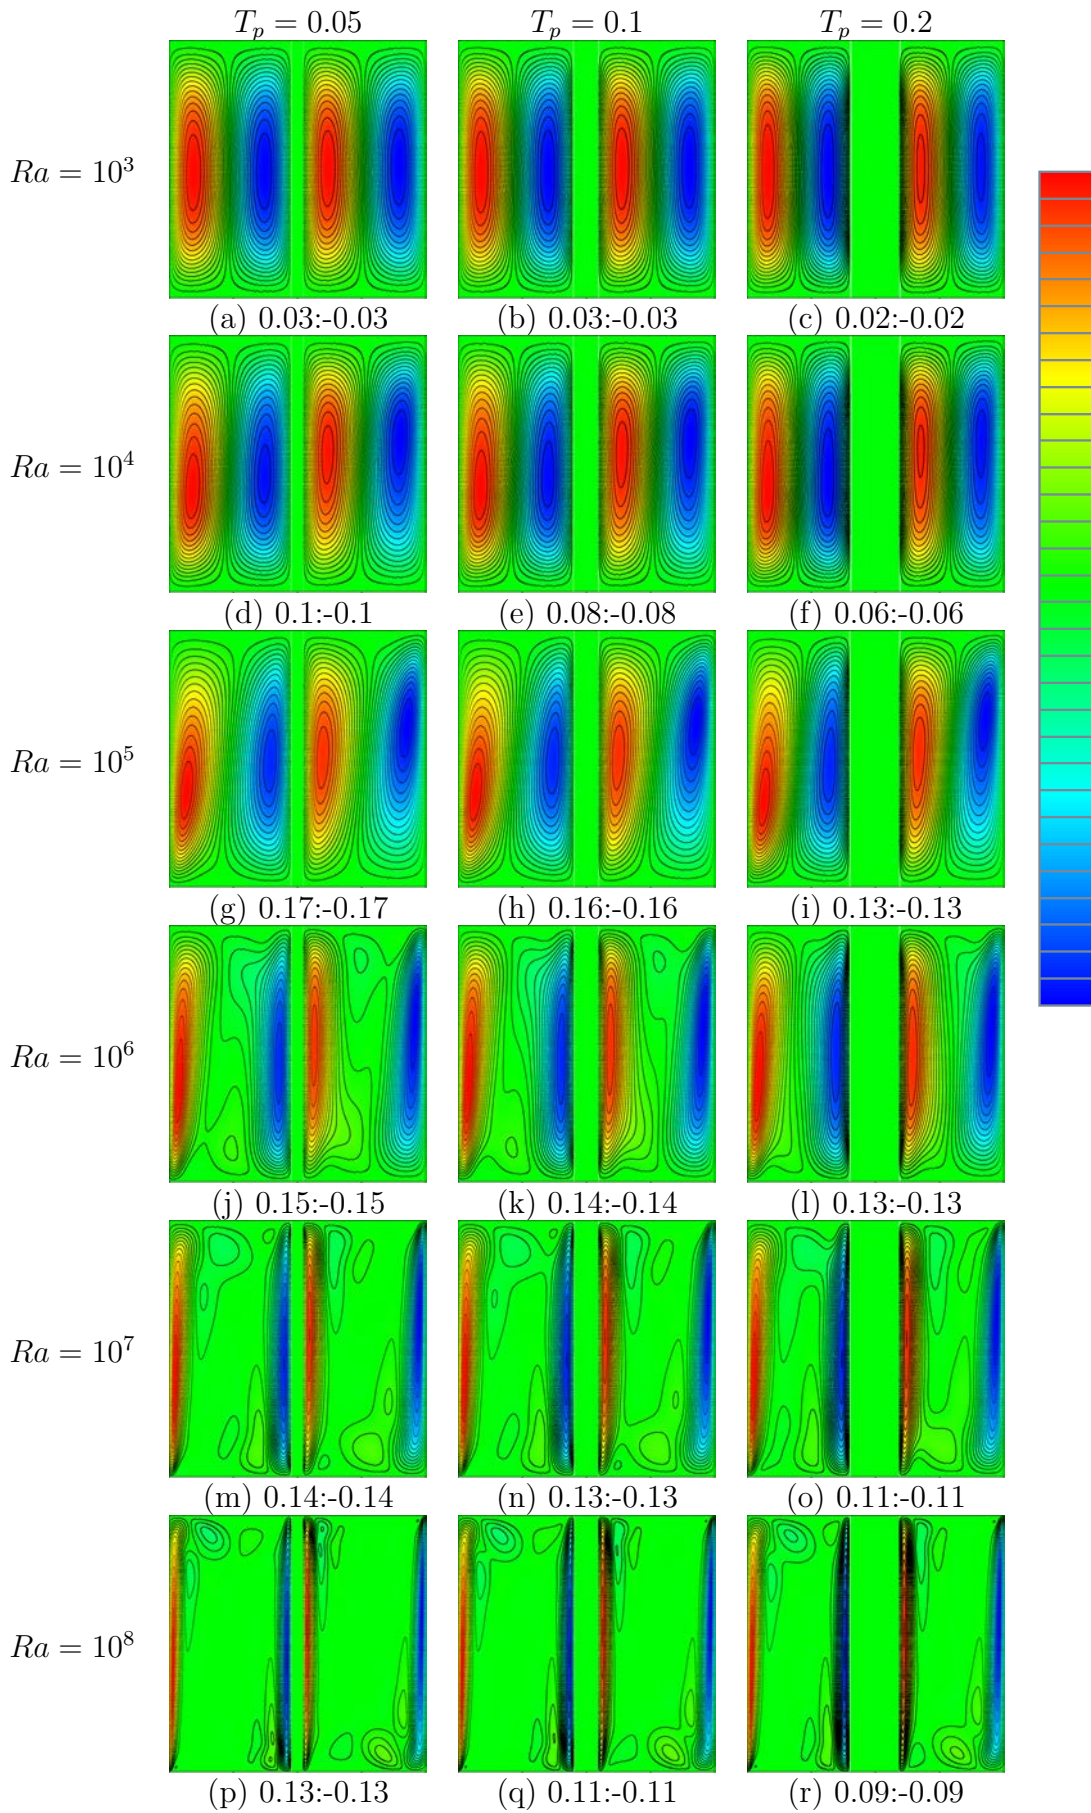 T_p = 0.05 T_p = 0.1 T_p = 0.2
Ra = 10^3
(a) 0.03:-0.03 (b) 0.03:-0.03 (c) 0.02:-0.02
Ra = 10^4
(d) 0.1:-0.1 (e) 0.08:-0.08 (f) 0.06:-0.06
Ra = 10^5
(g) 0.17:-0.17 (h) 0.16:-0.16 (i) 0.13:-0.13
Ra = 10^6
(j) 0.15:-0.15 (k) 0.14:-0.14 (l) 0.13:-0.13
Ra = 10^7
(m) 0.14:-0.14 (n) 0.13:-0.13 (o) 0.11:-0.11
Ra = 10^8
(p) 0.13:-0.13 (q) 0.11:-0.11 (r) 0.09:-0.09